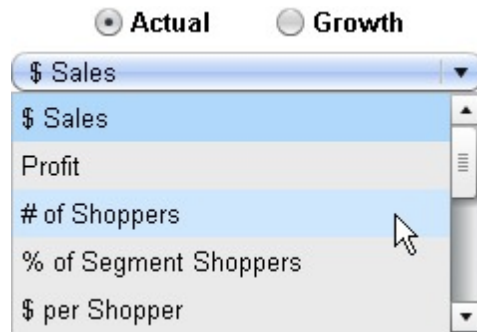 Actual Growth
$ Sales
$ Sales
Profit
# of Shoppers
% of Segment Shoppers
$ per Shopper